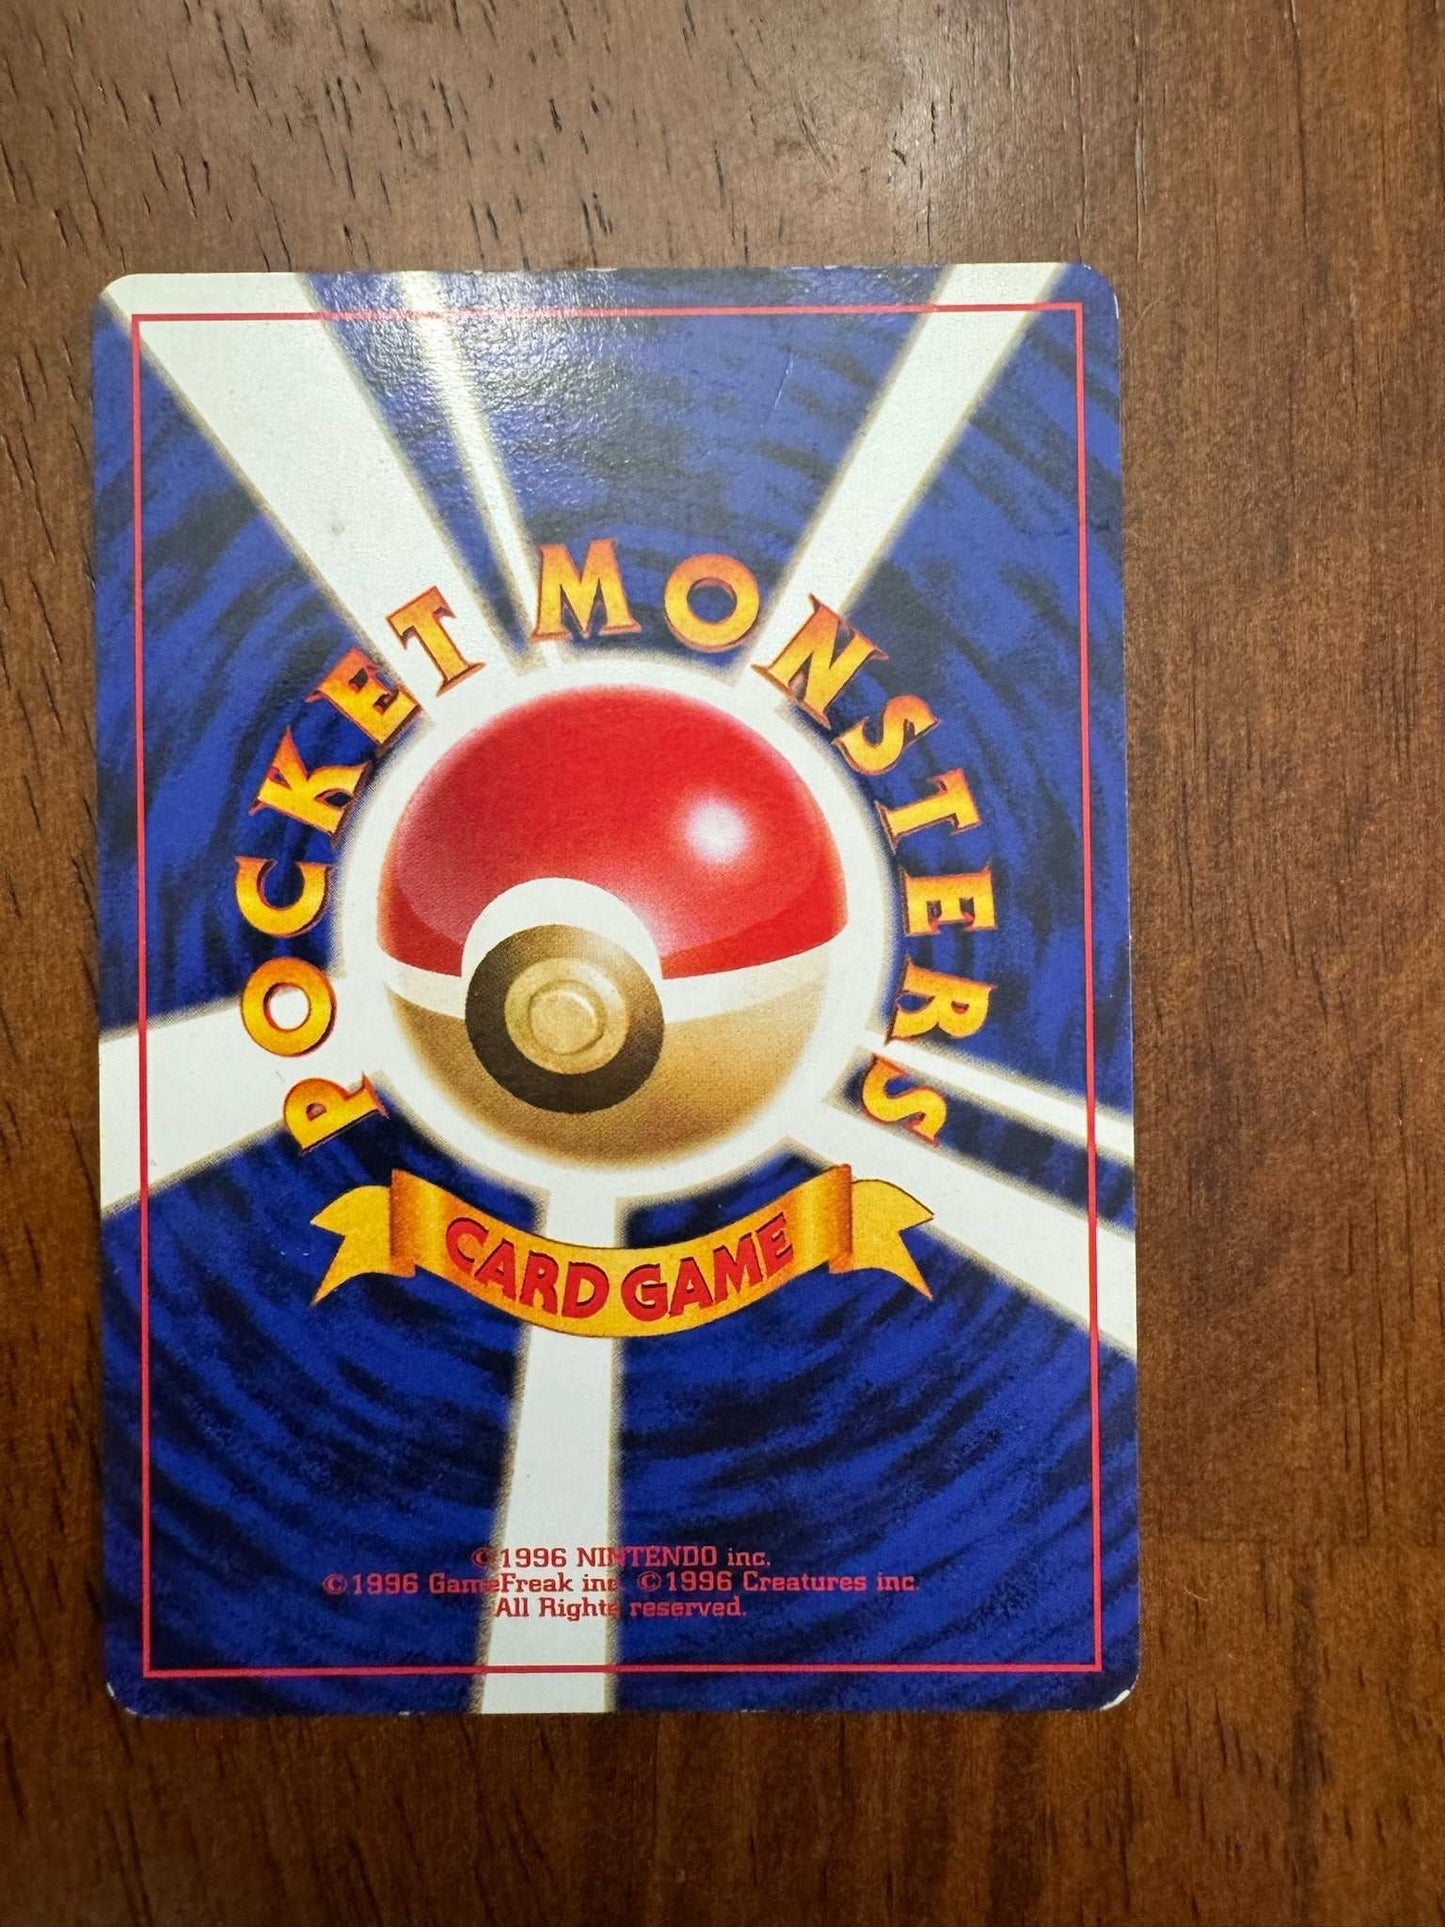 POCKET MONSTERS
CARD GAME
©1996 NINTENDO inc.
©1996 GameFreak inc. ©1996 Creatures inc.
All Rights reserved.